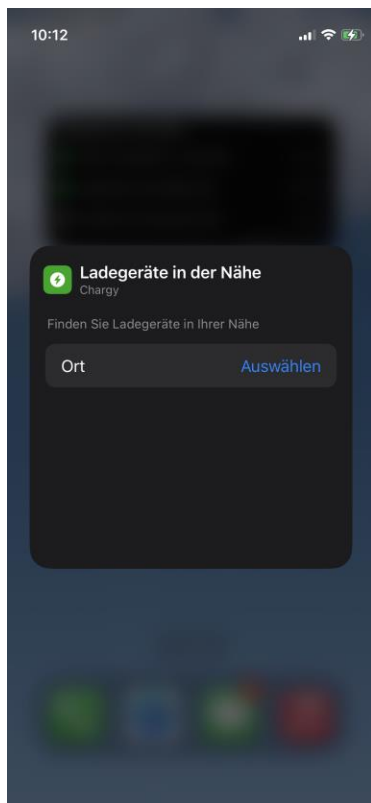 10:12
Ladegeräte in der Nähe
Chargy
Finden Sie Ladegeräte in Ihrer Nähe
Ort Auswählen